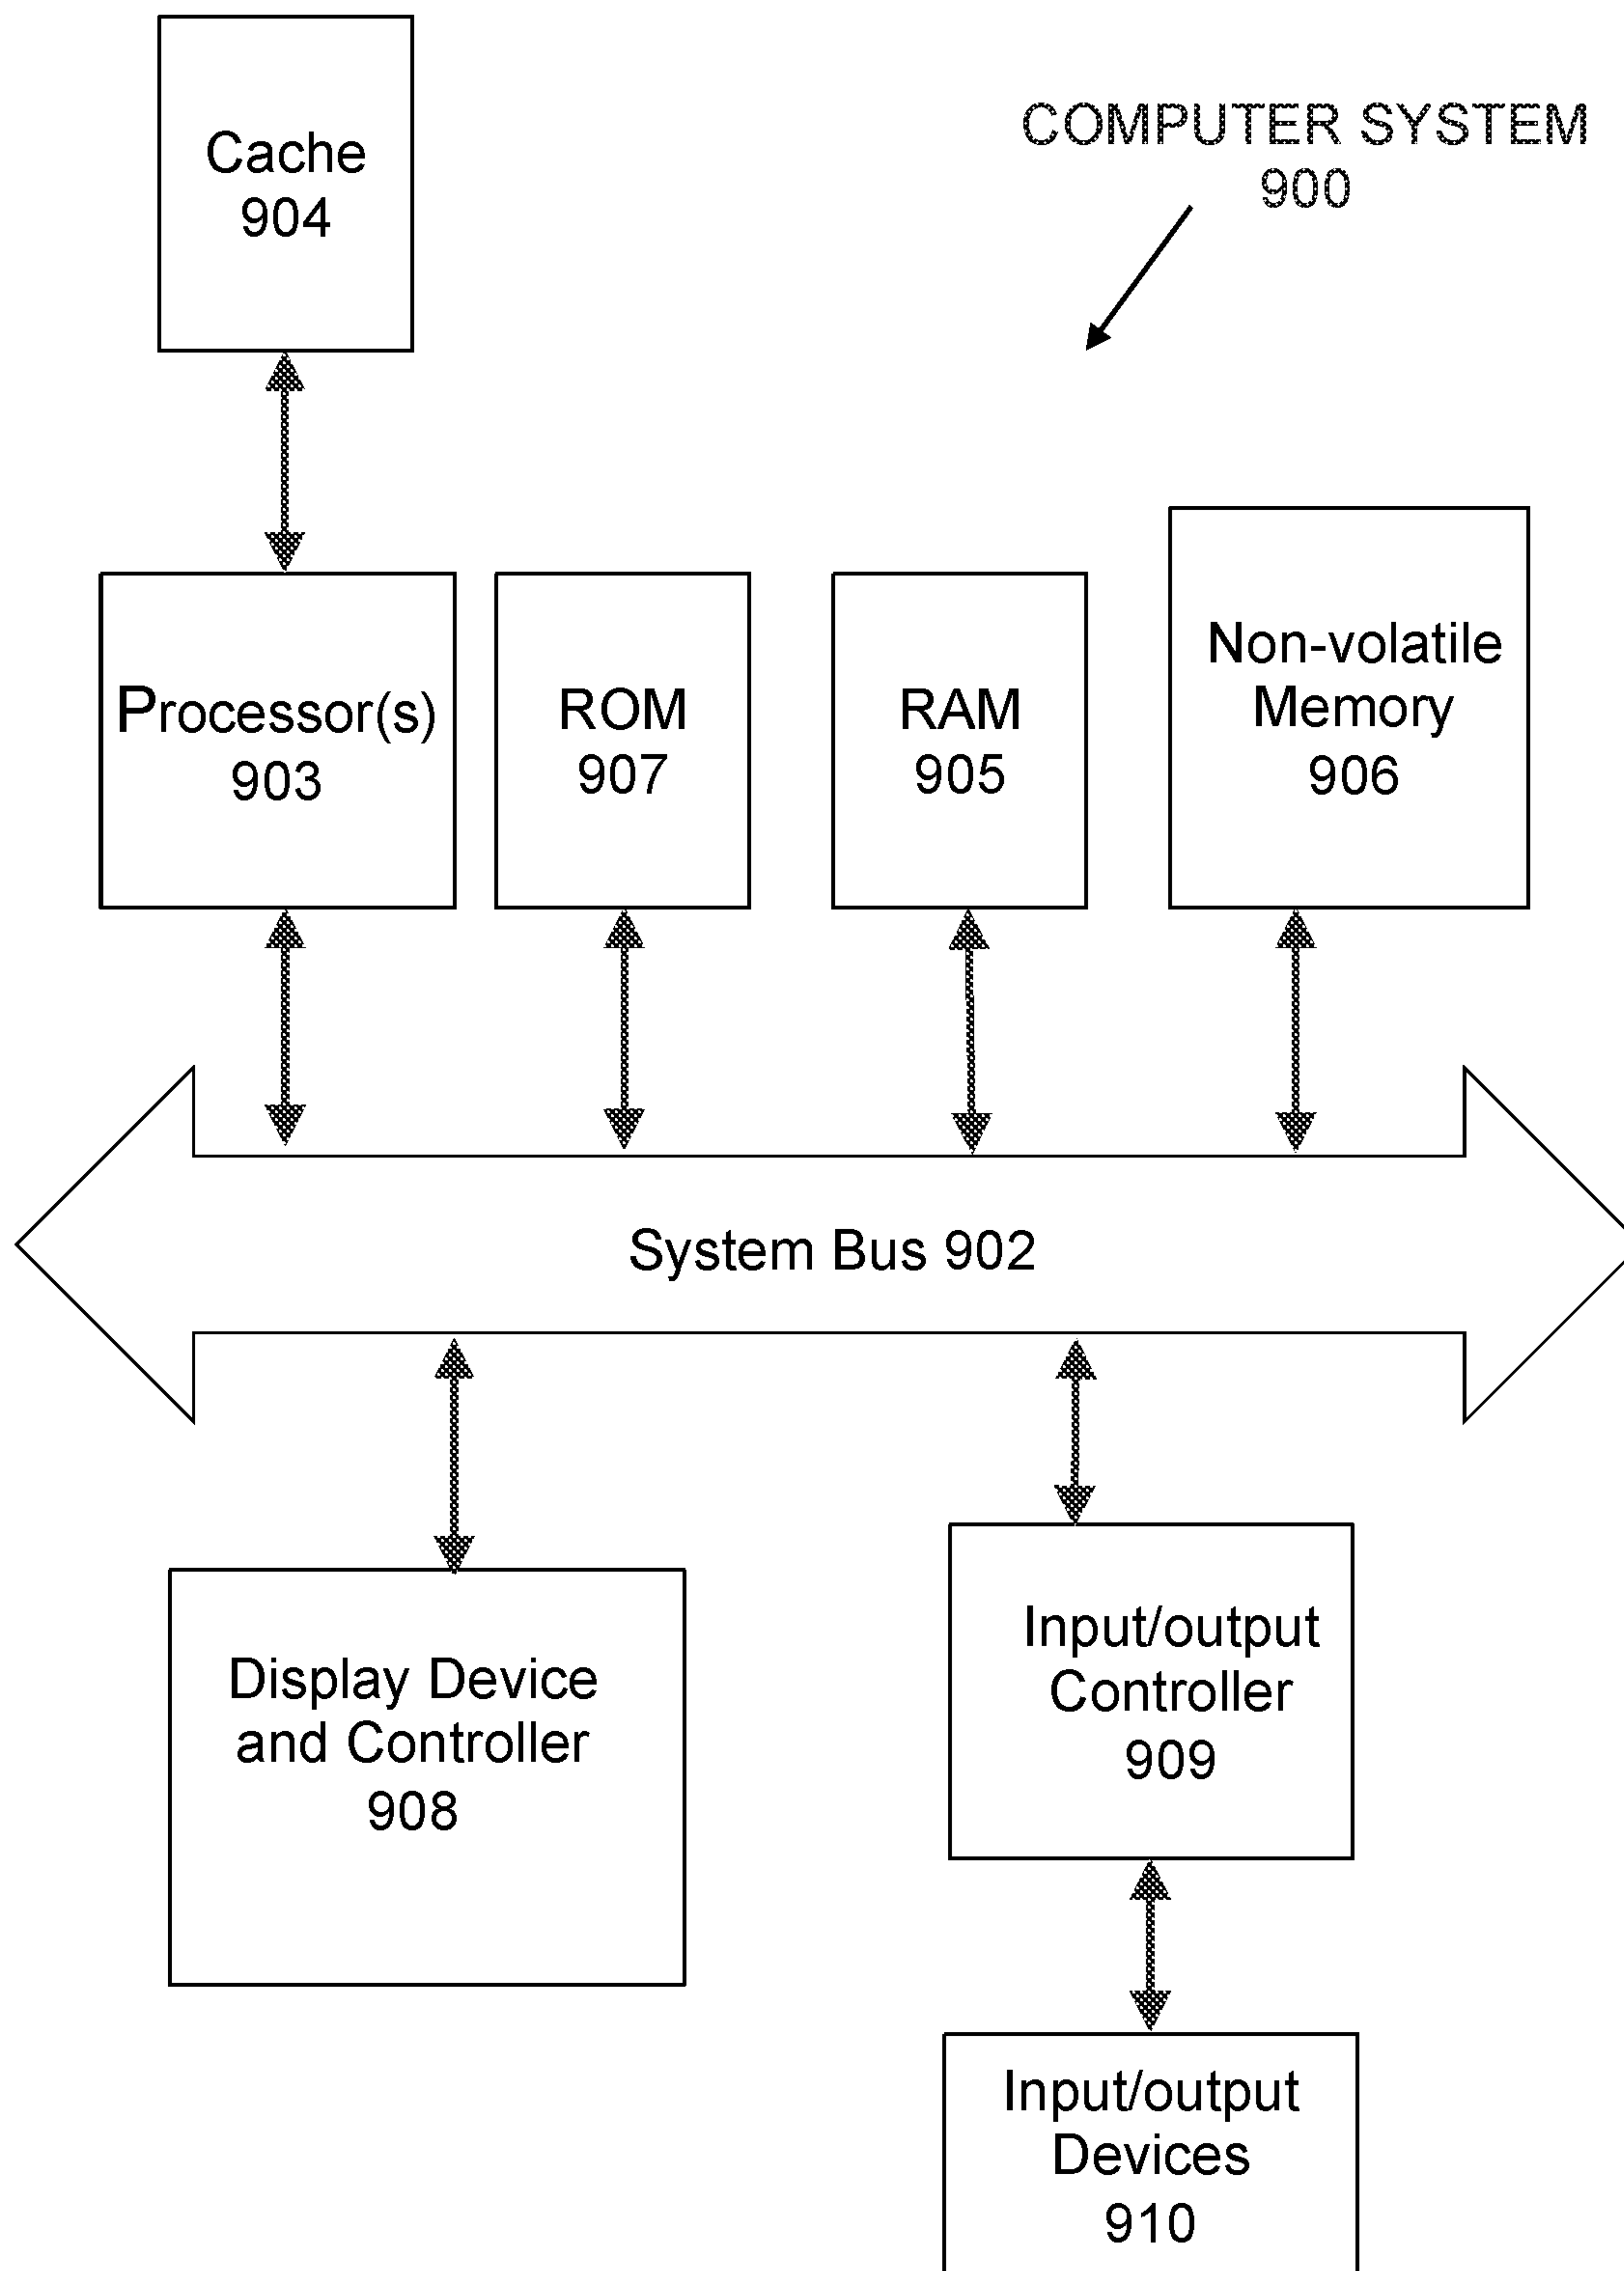 Cache
904
COMPUTER SYSTEM
900
Processor(s)
903
ROM
907
RAM
905
Non-volatile
Memory
906
System Bus 902
Display Device
and Controller
908
Input/output
Controller
909
Input/output
Devices
910